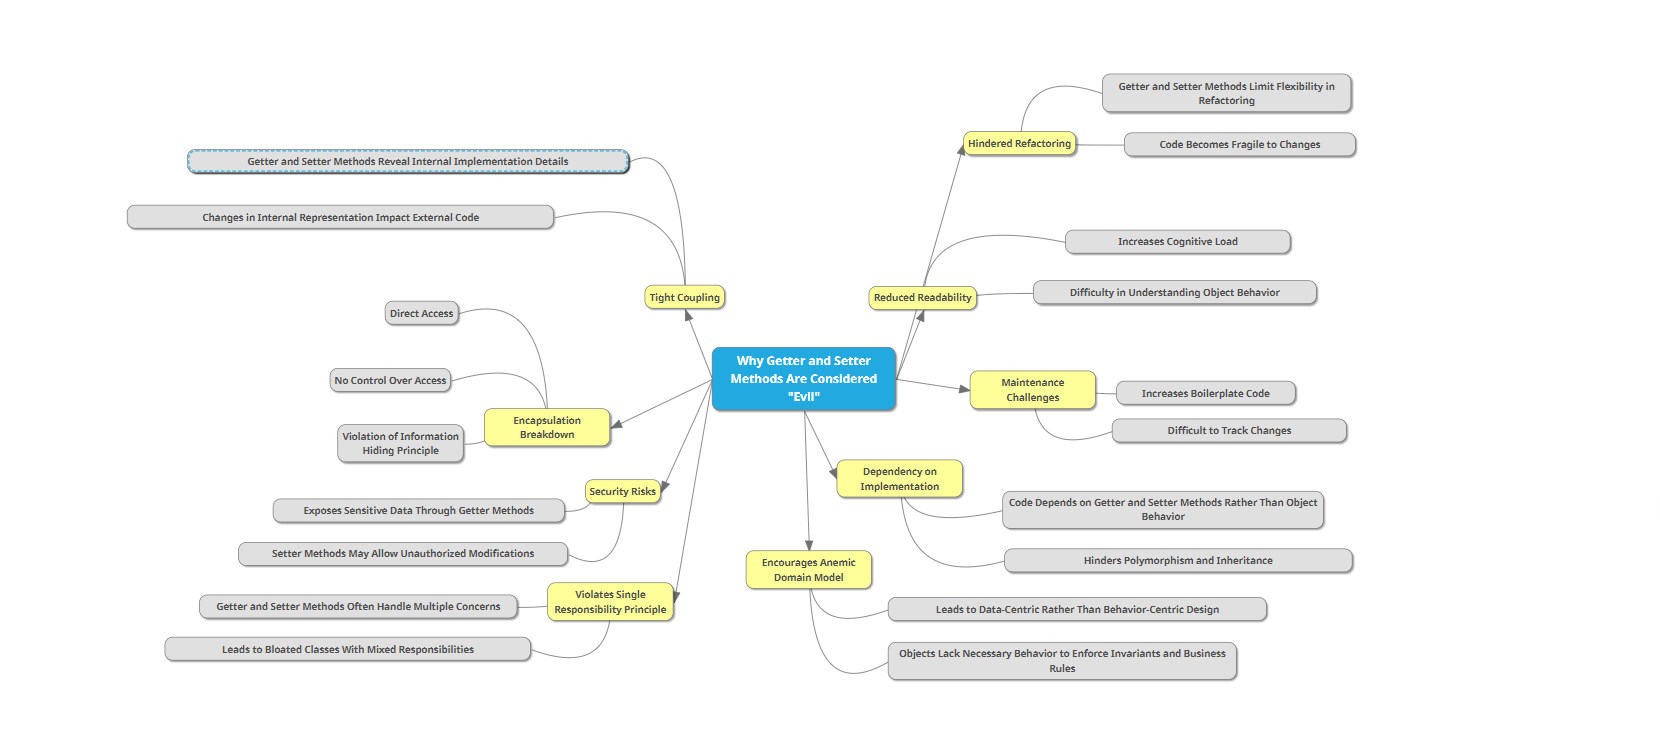 Why Getter and Setter
Methods Are Considered
"Evil"
Tight Coupling
Getter and Setter Methods Reveal Internal Implementation Details
Changes in Internal Representation Impact External Code
Encapsulation
Breakdown
Direct Access
No Control Over Access
Violation of Information
Hiding Principle
Security Risks
Exposes Sensitive Data Through Getter Methods
Setter Methods May Allow Unauthorized Modifications
Violates Single
Responsibility Principle
Getter and Setter Methods Often Handle Multiple Concerns
Leads to Bloated Classes With Mixed Responsibilities
Hindered Refactoring
Getter and Setter Methods Limit Flexibility in
Refactoring
Code Becomes Fragile to Changes
Reduced Readability
Increases Cognitive Load
Difficulty in Understanding Object Behavior
Maintenance
Challenges
Increases Boilerplate Code
Difficult to Track Changes
Dependency on
Implementation
Code Depends on Getter and Setter Methods Rather Than Object
Behavior
Hinders Polymorphism and Inheritance
Encourages Anemic
Domain Model
Leads to Data-Centric Rather Than Behavior-Centric Design
Objects Lack Necessary Behavior to Enforce Invariants and Business
Rules